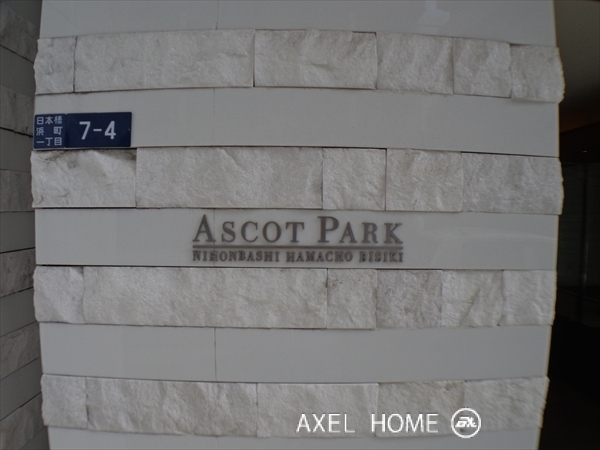 日本橋
浜町
一丁目
7-4
ASCOT PARK
NIHONBASHI HAMACHO BISIKI
AXEL HOME